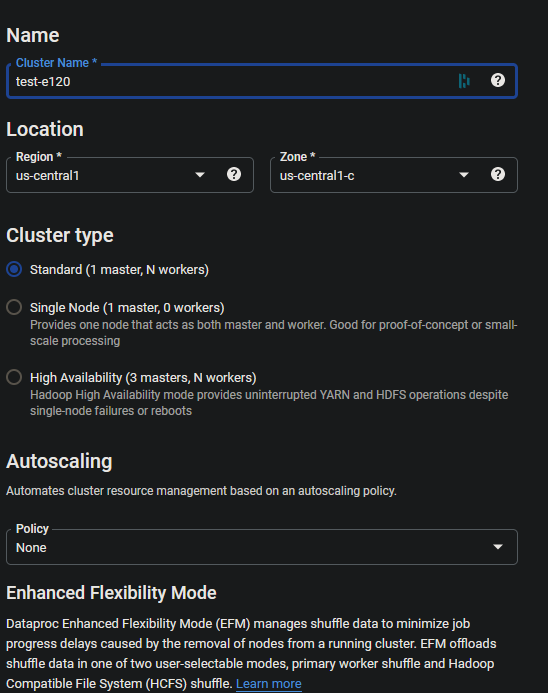 Name
Cluster Name *
test-e120
Location
Region *
us-central1
Zone *
us-central1-c
Cluster type
Standard (1 master, N workers)
Single Node (1 master, 0 workers)
Provides one node that acts as both master and worker. Good for proof-of-concept or small-
scale processing
High Availability (3 masters, N workers)
Hadoop High Availability mode provides uninterrupted YARN and HDFS operations despite
single-node failures or reboots
Autoscaling
Automates cluster resource management based on an autoscaling policy.
Policy
None
Enhanced Flexibility Mode
Dataproc Enhanced Flexibility Mode (EFM) manages shuffle data to minimize job
progress delays caused by the removal of nodes from a running cluster. EFM offloads
shuffle data in one of two user-selectable modes, primary worker shuffle and Hadoop
Compatible File System (HCFS) shuffle. Learn more